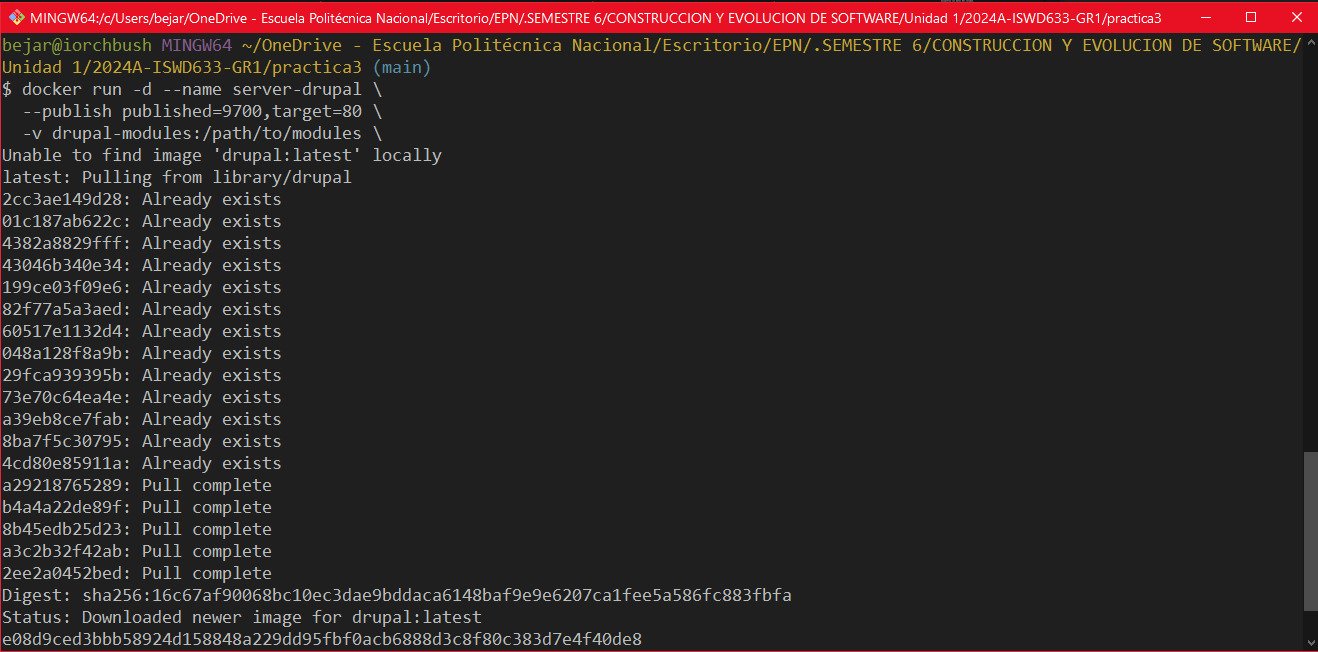 MINGW64:/c/Users/bejar/OneDrive - Escuela Politécnica Nacional/Escritorio/EPN/.SEMESTRE 6/CONSTRUCCION Y EVOLUCION DE SOFTWARE/Unidad 1/2024A-ISWD633-GR1/practica3
bejar@iorchbush MINGW64 ~/OneDrive - Escuela Politécnica Nacional/Escritorio/EPN/.SEMESTRE 6/CONSTRUCCION Y EVOLUCION DE SOFTWARE/
Unidad 1/2024A-ISWD633-GR1/practica3 (main)
$ docker run -d --name server-drupal \
  --publish published=9700,target=80 \
  -v drupal-modules:/path/to/modules \
Unable to find image 'drupal:latest' locally
latest: Pulling from library/drupal
2cc3ae149d28: Already exists
01c187ab622c: Already exists
4382a8829fff: Already exists
43046b340e34: Already exists
199ce03f09e6: Already exists
82f77a5a3aed: Already exists
60517e1132d4: Already exists
048a128f8a9b: Already exists
29fca939395b: Already exists
73e70c64ea4e: Already exists
a39eb8ce7fab: Already exists
8ba7f5c30795: Already exists
4cd80e85911a: Already exists
a29218765289: Pull complete
b4a4a22de89f: Pull complete
8b45edb25d23: Pull complete
a3c2b32f42ab: Pull complete
2ee2a0452bed: Pull complete
Digest: sha256:16c67af90068bc10ec3dae9bddaca6148baf9e9e6207ca1fee5a586fc883fbfa
Status: Downloaded newer image for drupal:latest
e08d9ced3bbb58924d158848a229dd95fbf0acb6888d3c8f80c383d7e4f40de8